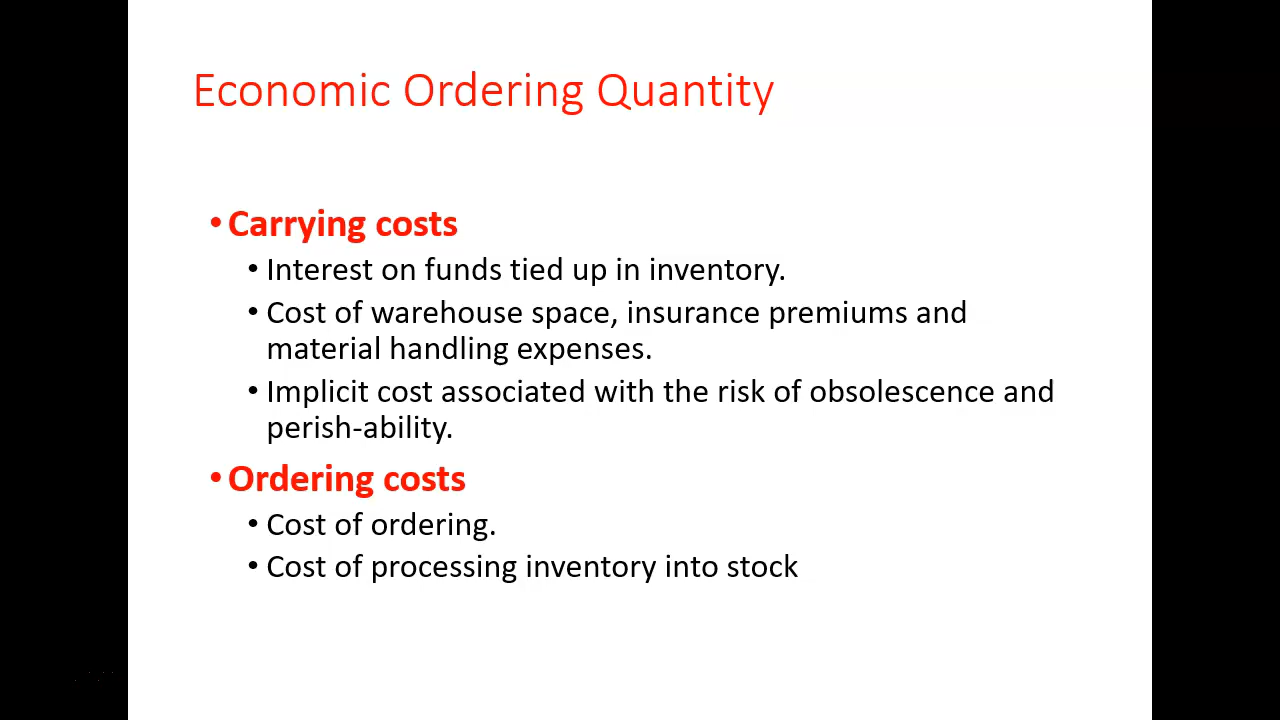 Economic Ordering Quantity
• Carrying costs
• Interest on funds tied up in inventory.
• Cost of warehouse space, insurance premiums and
material handling expenses.
• Implicit cost associated with the risk of obsolescence and
perish-ability.
• Ordering costs
• Cost of ordering.
• Cost of processing inventory into stock